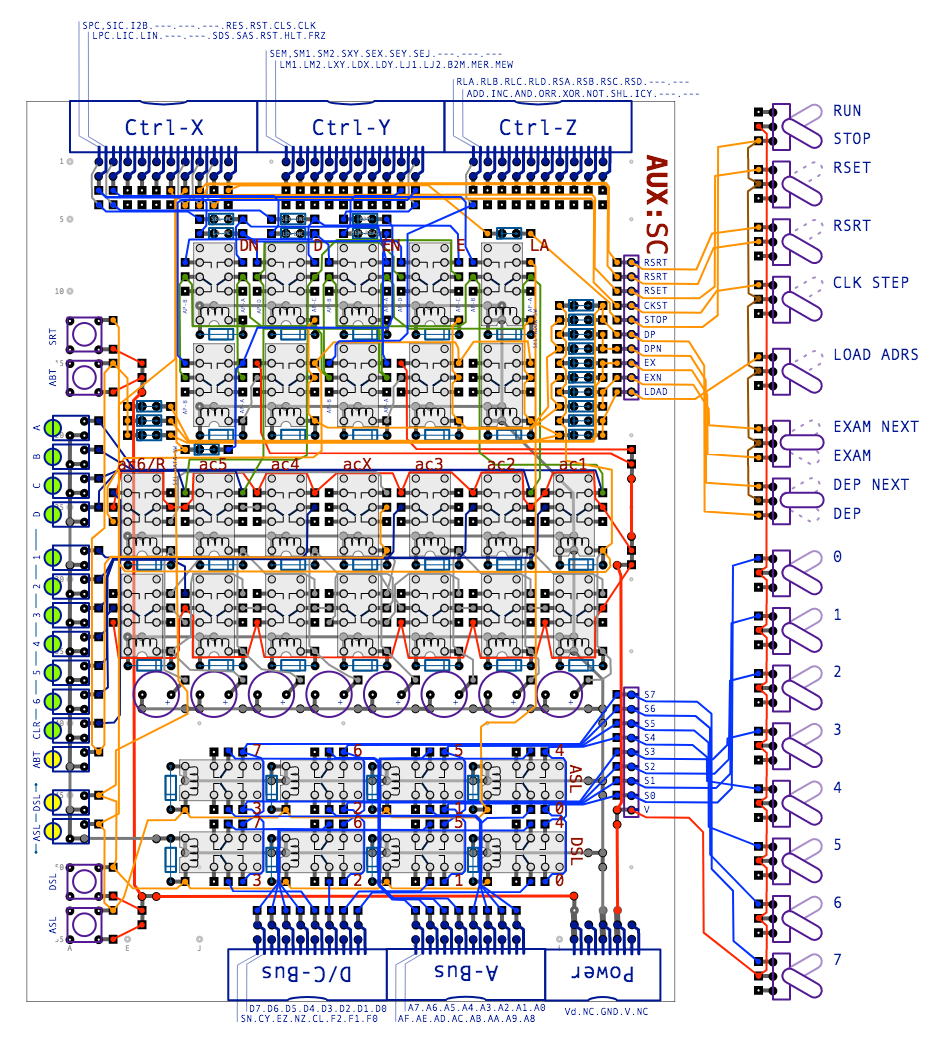 SPC,SIC.I2B.---.---.---.RES.RST.CLS.CLK
LPC.LIC.LIN.---.---.SDS.SAS.RST.HLT.FRZ
SEM,SM1.SM2.SXY.SEX.SEY.SEJ.---.---.---
LM1.LM2.LXY.LDX.LDY.LJ1.LJ2.B2M.MER.MEW
RLA.RLB.RLC.RLD.RSA.RSB.RSC.RSD.---.---
ADD.INC.AND.ORR.XOR.NOT.SHL.ICY.---.---
Ctrl-X
Ctrl-Y
Ctrl-Z
AUX:SC
1
5
10
15
DN
D
EN
E
LA
RSRT
RSRT
RSET
CKST
STOP
DP
DPN
EX
EXN
LDAD
RUN
STOP
RSET
RSRT
CLK STEP
LOAD ADRS
EXAM NEXT
EXAM
DEP NEXT
DEP
0
1
2
3
4
5
6
7
SRT
ABT
A
B
C
D
1
2
3
4
5
6
CLR
ABT
DSL
ASL
DSL
ASL
ac6/R
ac5
ac4
acX
ac3
ac2
ac1
S7
S6
S5
S4
S3
S2
S1
S0
V
7
6
5
4
ASL
3
2
1
0
7
6
5
4
DSL
3
2
1
0
A
E
J
D/C-Bus
A-Bus
Power
D7.D6.D5.D4.D3.D2.D1.D0
SN.CY.EZ.NZ.CL.F2.F1.F0
A7.A6.A5.A4.A3.A2.A1.A0
AF.AE.AD.AC.AB.AA.A9.A8
Vd.NC.GND.V.NC